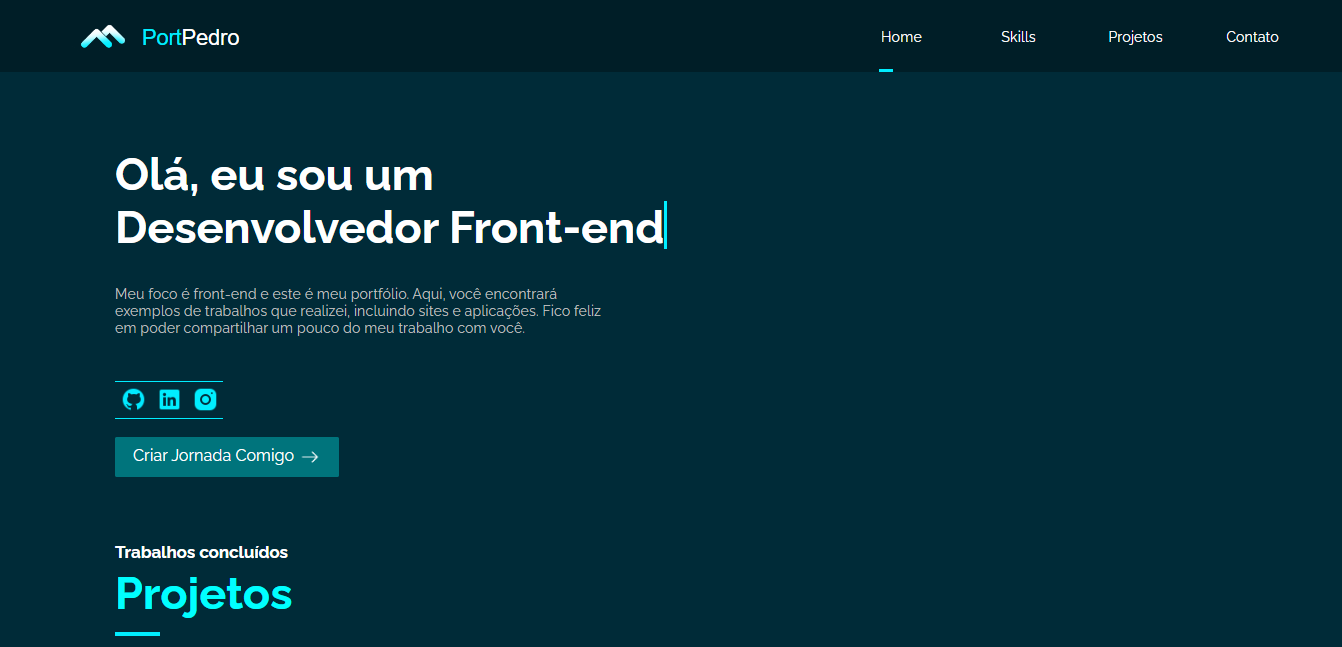 PortPedro
Home Skills Projetos Contato
Olá, eu sou um
Desenvolvedor Front-end
Meu foco é front-end e este é meu portfólio. Aqui, você encontrará
exemplos de trabalhos que realizei, incluindo sites e aplicações. Fico feliz
em poder compartilhar um pouco do meu trabalho com você.
Criar Jornada Comigo →
Trabalhos concluídos
Projetos